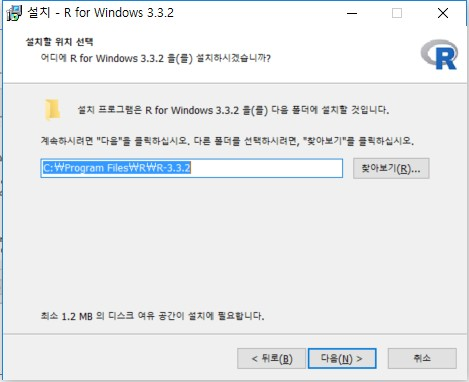 설치 - R for Windows 3.3.2
설치할 위치 선택
어디에 R for Windows 3.3.2 을(를) 설치하시겠습니까?
R
설치 프로그램은 R for Windows 3.3.2 을(를) 다음 폴더에 설치할 것입니다.
계속하시려면 "다음"을 클릭하십시오. 다른 폴더를 선택하시려면, "찾아보기"를 클릭하십시오.
C:₩Program Files₩R₩R-3.3.2
찾아보기(R)...
최소 1.2 MB 의 디스크 여유 공간이 설치에 필요합니다.
< 뒤로(B)
다음(N) >
취소